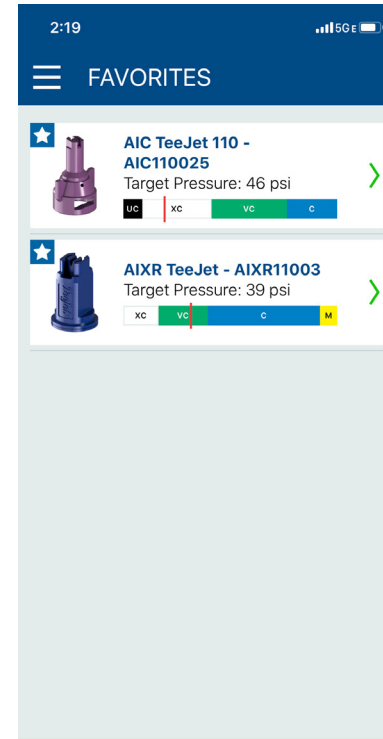 2:19 5G E
FAVORITES
AIC TeeJet 110 -
AIC110025
Target Pressure: 46 psi
UC XC VC C
AIXR TeeJet - AIXR11003
Target Pressure: 39 psi
XC VC C M